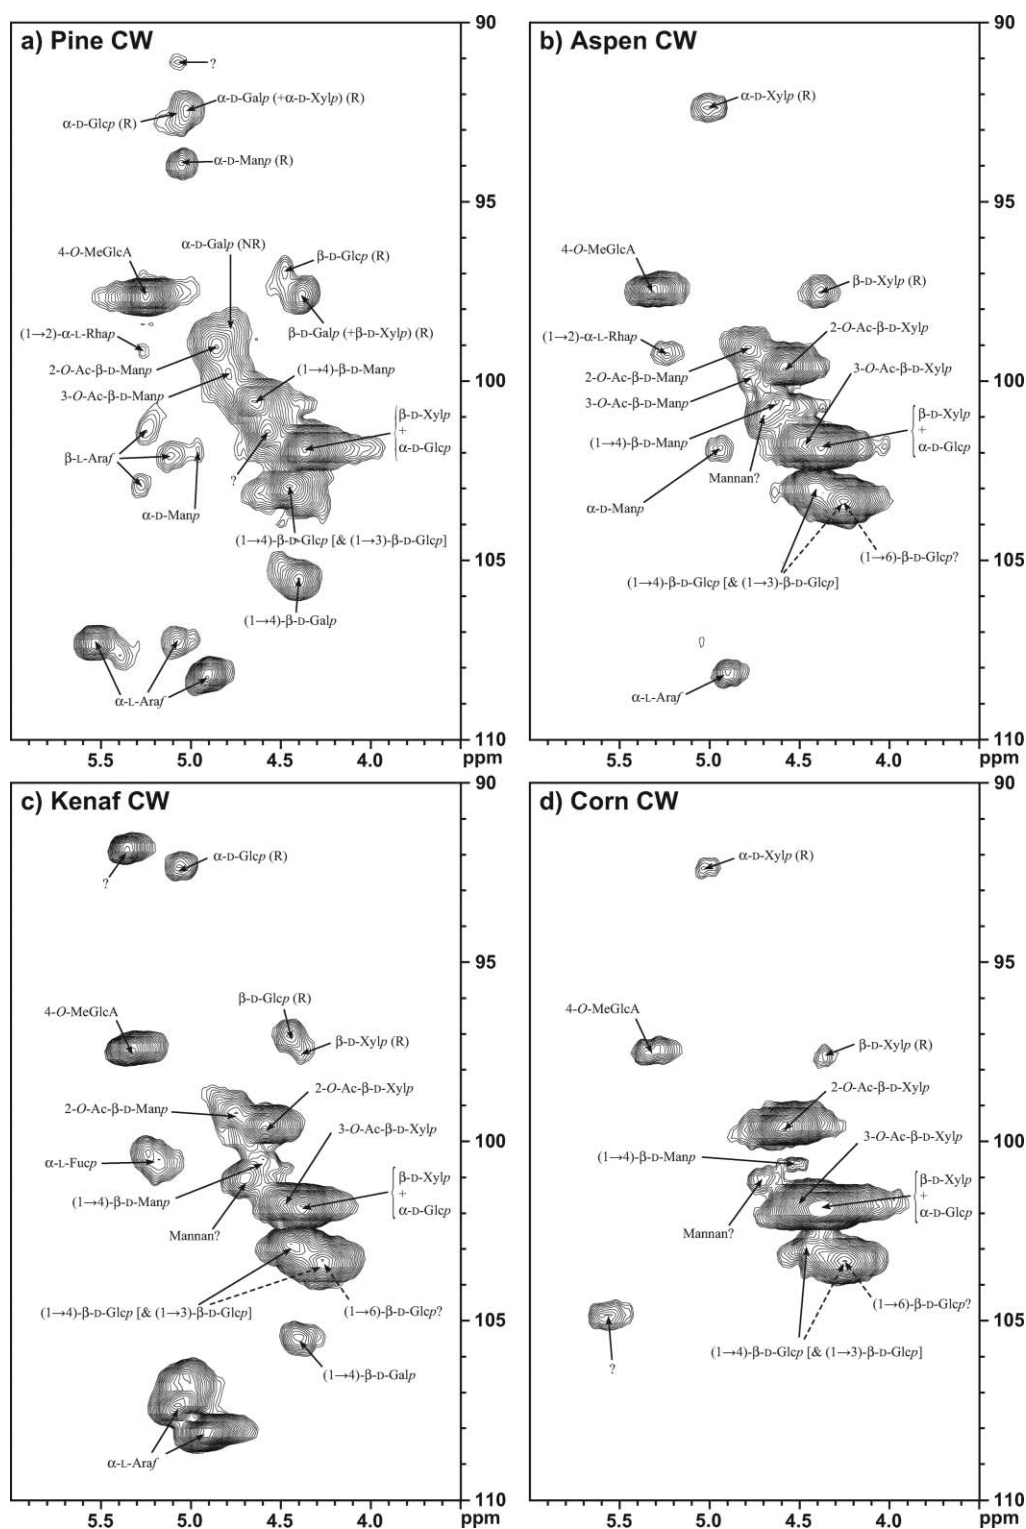 a) Pine CW
?
α-D-Galp (+α-D-Xylp) (R)
α-D-Glcp (R)
α-D-Manp (R)
4-O-MeGlcA
α-D-Galp (NR)
β-D-Glcp (R)
β-D-Galp (+β-D-Xylp) (R)
(1→2)-α-L-Rhap
2-O-Ac-β-D-Manp
3-O-Ac-β-D-Manp
(1→4)-β-D-Manp
β-D-Xylp
+
α-D-Glcp
β-L-Araf
?
α-D-Manp
(1→4)-β-D-Glcp [& (1→3)-β-D-Glcp]
(1→4)-β-D-Galp
α-L-Araf
5.5 5.0 4.5 4.0 ppm
90
95
100
105
110
b) Aspen CW
α-D-Xylp (R)
4-O-MeGlcA
β-D-Xylp (R)
2-O-Ac-β-D-Xylp
(1→2)-α-L-Rhap
3-O-Ac-β-D-Xylp
2-O-Ac-β-D-Manp
3-O-Ac-β-D-Manp
β-D-Xylp
+
α-D-Glcp
(1→4)-β-D-Manp
Mannan?
α-D-Manp
(1→6)-β-D-Glcp?
(1→4)-β-D-Glcp [& (1→3)-β-D-Glcp]
α-L-Araf
5.5 5.0 4.5 4.0 ppm
90
95
100
105
110
c) Kenaf CW
α-D-Glcp (R)
?
4-O-MeGlcA
β-D-Glcp (R)
β-D-Xylp (R)
2-O-Ac-β-D-Xylp
2-O-Ac-β-D-Manp
3-O-Ac-β-D-Xylp
α-L-Fucp
β-D-Xylp
+
α-D-Glcp
(1→4)-β-D-Manp
Mannan?
(1→4)-β-D-Glcp [& (1→3)-β-D-Glcp]
(1→6)-β-D-Glcp?
(1→4)-β-D-Galp
α-L-Araf
5.5 5.0 4.5 4.0 ppm
90
95
100
105
110
d) Corn CW
α-D-Xylp (R)
4-O-MeGlcA
β-D-Xylp (R)
2-O-Ac-β-D-Xylp
3-O-Ac-β-D-Xylp
(1→4)-β-D-Manp
β-D-Xylp
+
α-D-Glcp
Mannan?
(1→6)-β-D-Glcp?
(1→4)-β-D-Glcp [& (1→3)-β-D-Glcp]
?
5.5 5.0 4.5 4.0 ppm
90
95
100
105
110